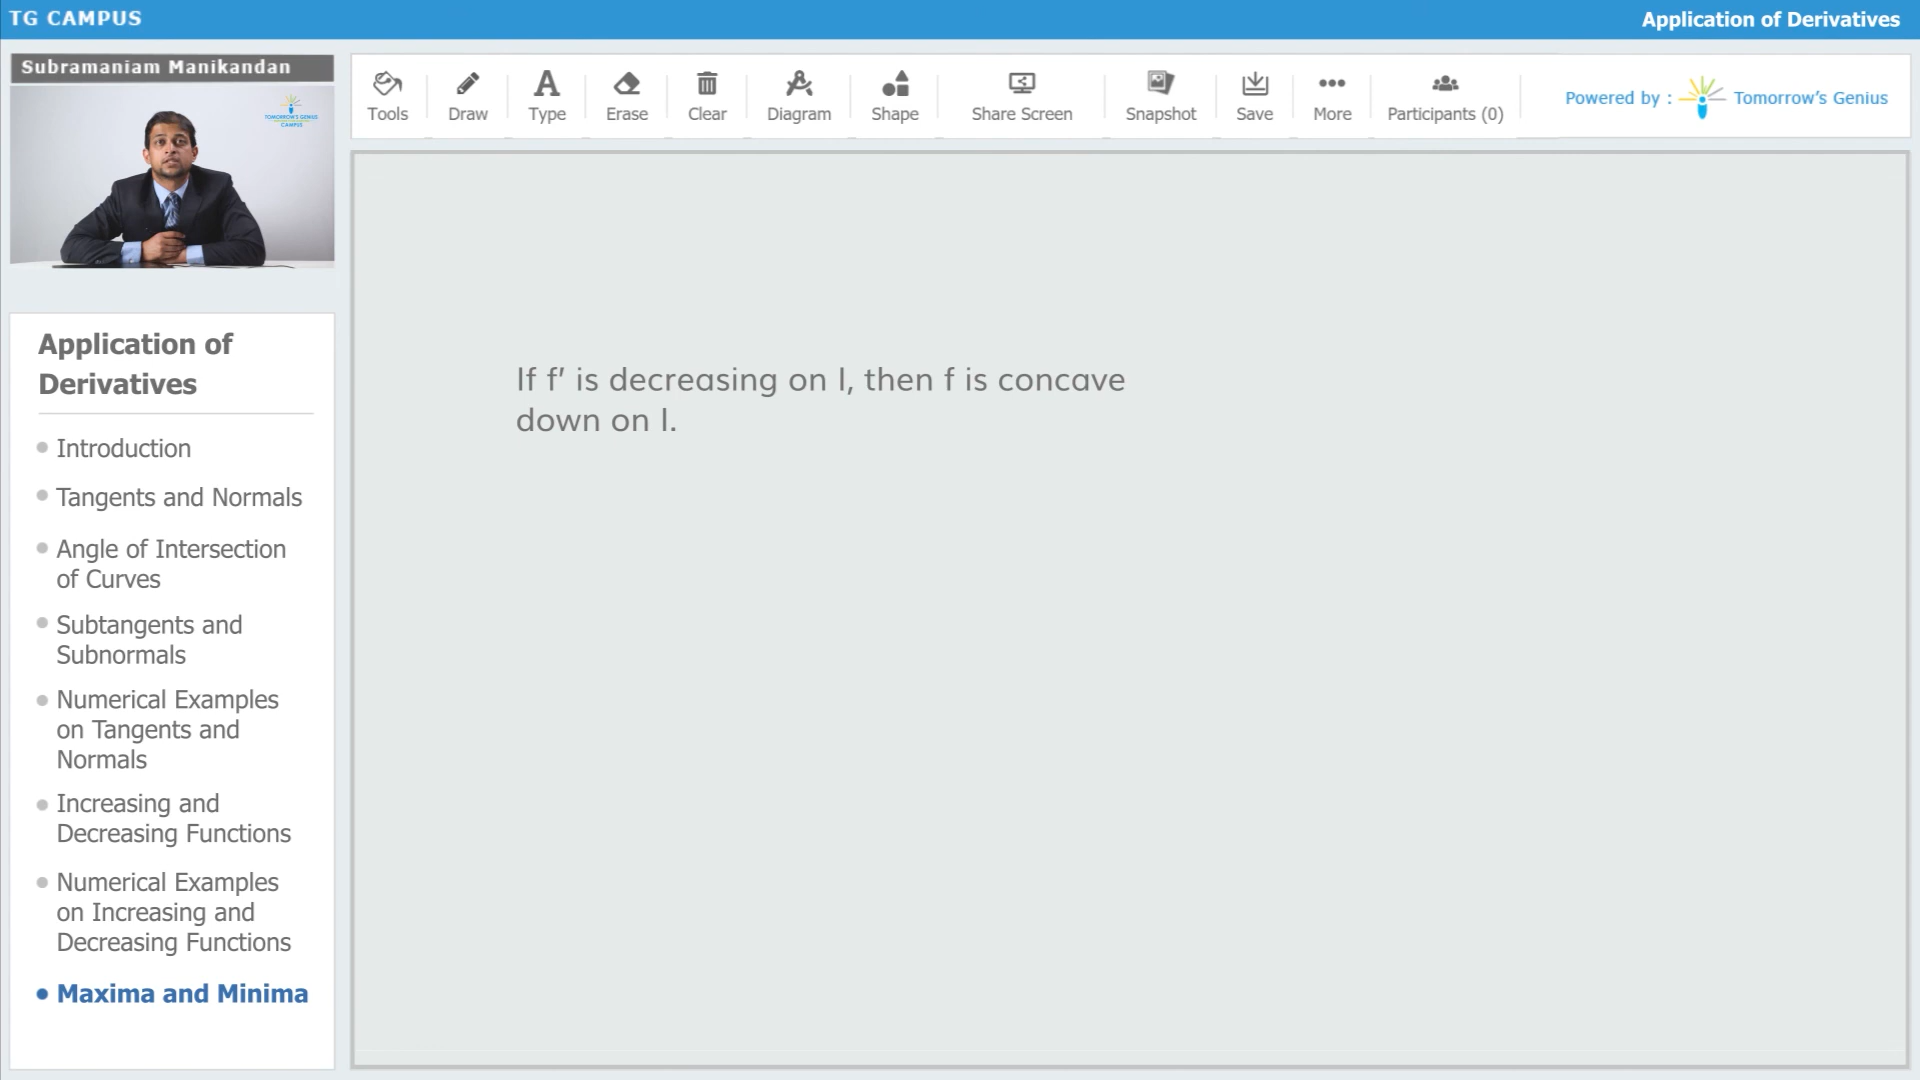 TG CAMPUS
Application of Derivatives
Subramaniam Manikandan
TOMORROW'S GENIUS
CAMPUS
Tools
Draw
Type
Erase
Clear
Diagram
Shape
Share Screen
Snapshot
Save
More
Participants (0)
Powered by :
Tomorrow's Genius
Application of
Derivatives
Introduction
Tangents and Normals
Angle of Intersection
of Curves
Subtangents and
Subnormals
Numerical Examples
on Tangents and
Normals
Increasing and
Decreasing Functions
Numerical Examples
on Increasing and
Decreasing Functions
Maxima and Minima
If f′ is decreasing on I, then f is concave
down on I.